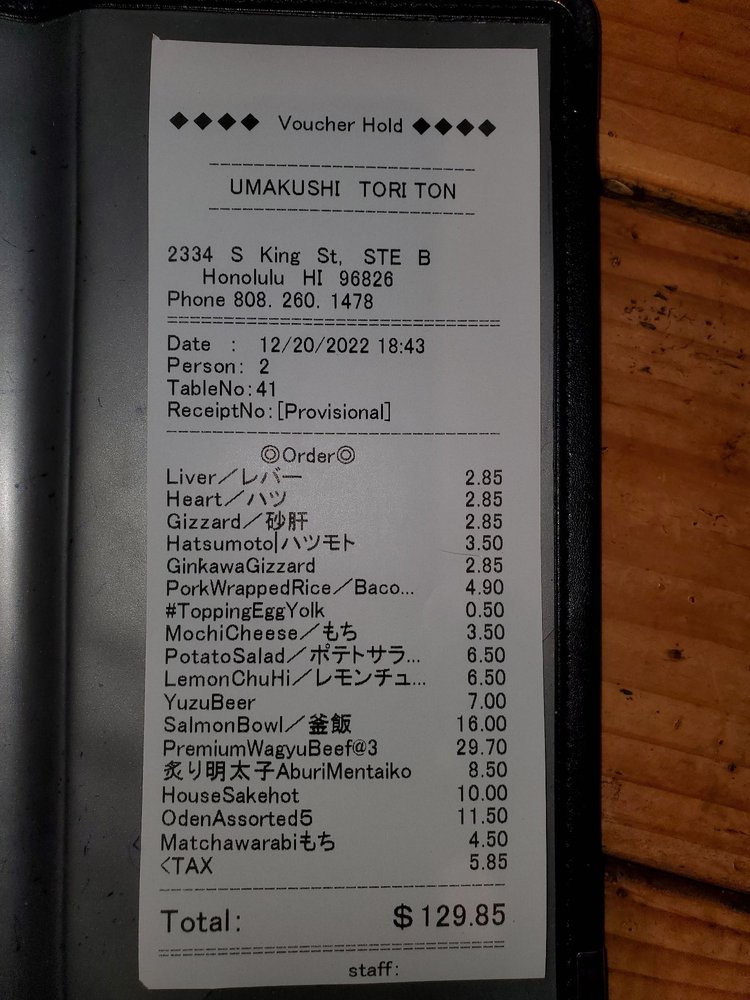 ◆◆◆◆ Voucher Hold ◆◆◆◆
UMAKUSHI TORI TON
2334 S King St, STE B
Honolulu HI 96826
Phone 808. 260. 1478
Date : 12/20/2022 18:43
Person: 2
TableNo:41
ReceiptNo:[Provisional]
◎Order◎
Liver／レバー 2.85
Heart／ハツ 2.85
Gizzard／砂肝 2.85
Hatsumoto|ハツモト 3.50
GinkawaGizzard 2.85
PorkWrappedRice／Baco... 4.90
#ToppingEggYolk 0.50
MochiCheese／もち 3.50
PotatoSalad／ポテトサラ... 6.50
LemonChuHi／レモンチュ... 6.50
YuzuBeer 7.00
SalmonBowl／釜飯 16.00
PremiumWagyuBeef@3 29.70
炙り明太子AburiMentaiko 8.50
HouseSakehot 10.00
OdenAssorted5 11.50
Matchawarabiもち 4.50
<TAX 5.85
Total: $129.85
staff: